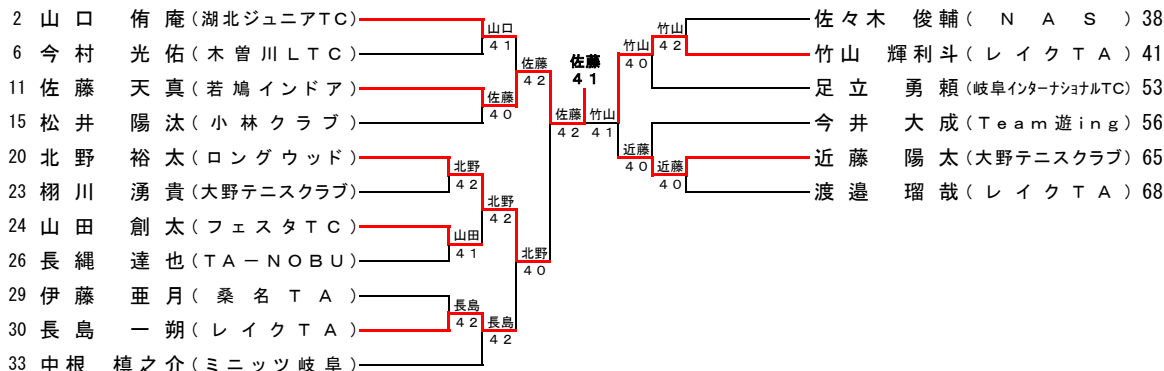 2 山口 侑庵(湖北ジュニアTC)
6 今村 光佑(木曽川LTC)
11 佐藤 天真(若鳩インドア)
15 松井 陽汰(小林クラブ)
20 北野 裕太(ロングウッド)
23 栩川 湧貴(大野テニスクラブ)
24 山田 創太(フェスタTC)
26 長縄 達也(TA-NOBU)
29 伊藤 亜月(桑名TA)
30 長島 一朔(レイクTA)
33 中根 槙之介(ミニッツ岐阜)
山口
41
佐藤
40
北野
42
山田
41
長島
42
佐藤
42
北野
42
長島
42
北野
40
佐藤
42
佐藤
41
竹山
41
竹山
40
近藤
40
竹山
42
近藤
40
佐々木 俊輔(NAS)38
竹山 輝利斗(レイクTA)41
足立 勇頼(岐阜インターナショナルTC)53
今井 大成(Team遊ing)56
近藤 陽太(大野テニスクラブ)65
渡邉 瑠哉(レイクTA)68